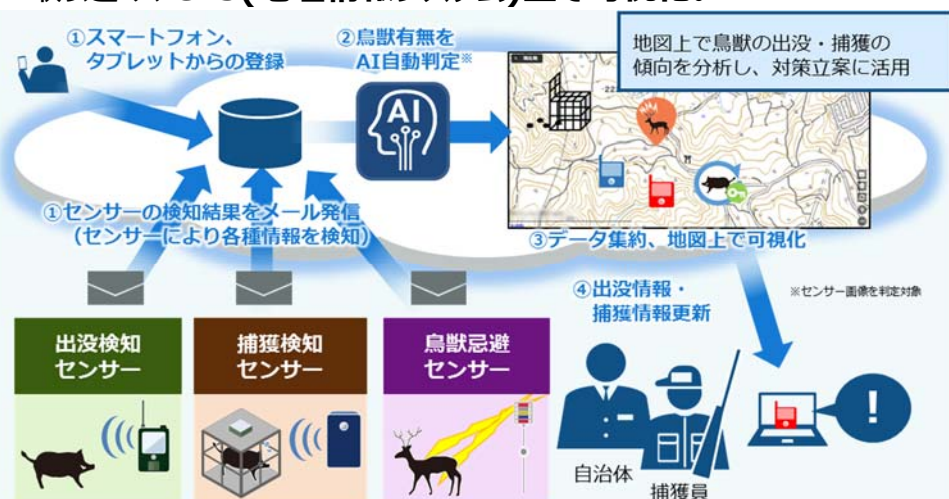 ①スマートフォン、
タブレットからの登録
②鳥獣有無を
AI自動判定※
地図上で鳥獣の出没・捕獲の
傾向を分析し、対策立案に活用
AI
①センサーの検知結果をメール発信
（センサーにより各種情報を検知）
③データ集約、地図上で可視化
④出没情報・
捕獲情報更新
※センサー画像を判定対象
出没検知
センサー
捕獲検知
センサー
鳥獣忌避
センサー
自治体
捕獲員
!